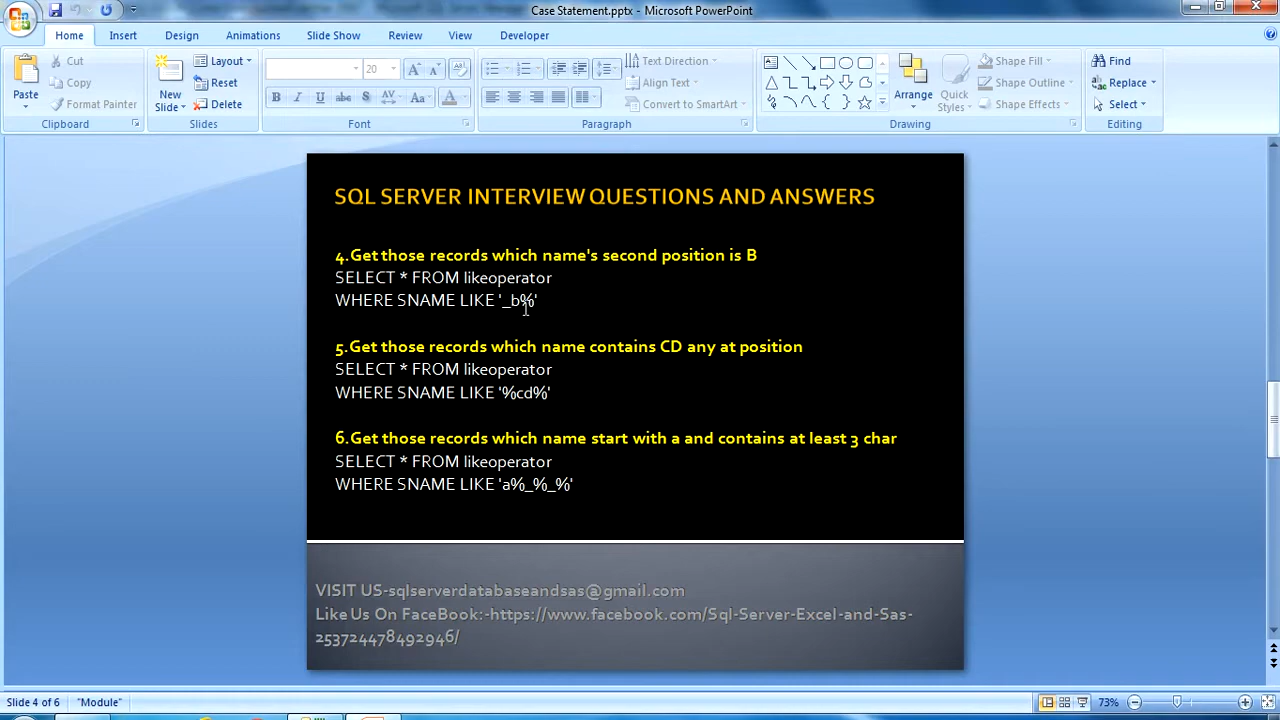 Case Statement.pptx - Microsoft PowerPoint
Home Insert Design Animations Slide Show Review View Developer
Paste
Cut
Copy
Format Painter
Clipboard
New Slide
Layout
Reset
Delete
Slides
20
B I U abc S AV Aa A
Font
Text Direction
Align Text
Convert to SmartArt
Paragraph
Arrange
Quick Styles
Shape Fill
Shape Outline
Shape Effects
Drawing
Find
Replace
Select
Editing
SQL SERVER INTERVIEW QUESTIONS AND ANSWERS
4.Get those records which name's second position is B
SELECT * FROM likeoperator
WHERE SNAME LIKE '_b%'
5.Get those records which name contains CD any at position
SELECT * FROM likeoperator
WHERE SNAME LIKE '%cd%'
6.Get those records which name start with a and contains at least 3 char
SELECT * FROM likeoperator
WHERE SNAME LIKE 'a%_%_%'
VISIT US-sqlserverdatabaseandsas@gmail.com
Like Us On FaceBook:-https://www.facebook.com/Sql-Server-Excel-and-Sas-
253724478492946/
Slide 4 of 6 "Module" 73%